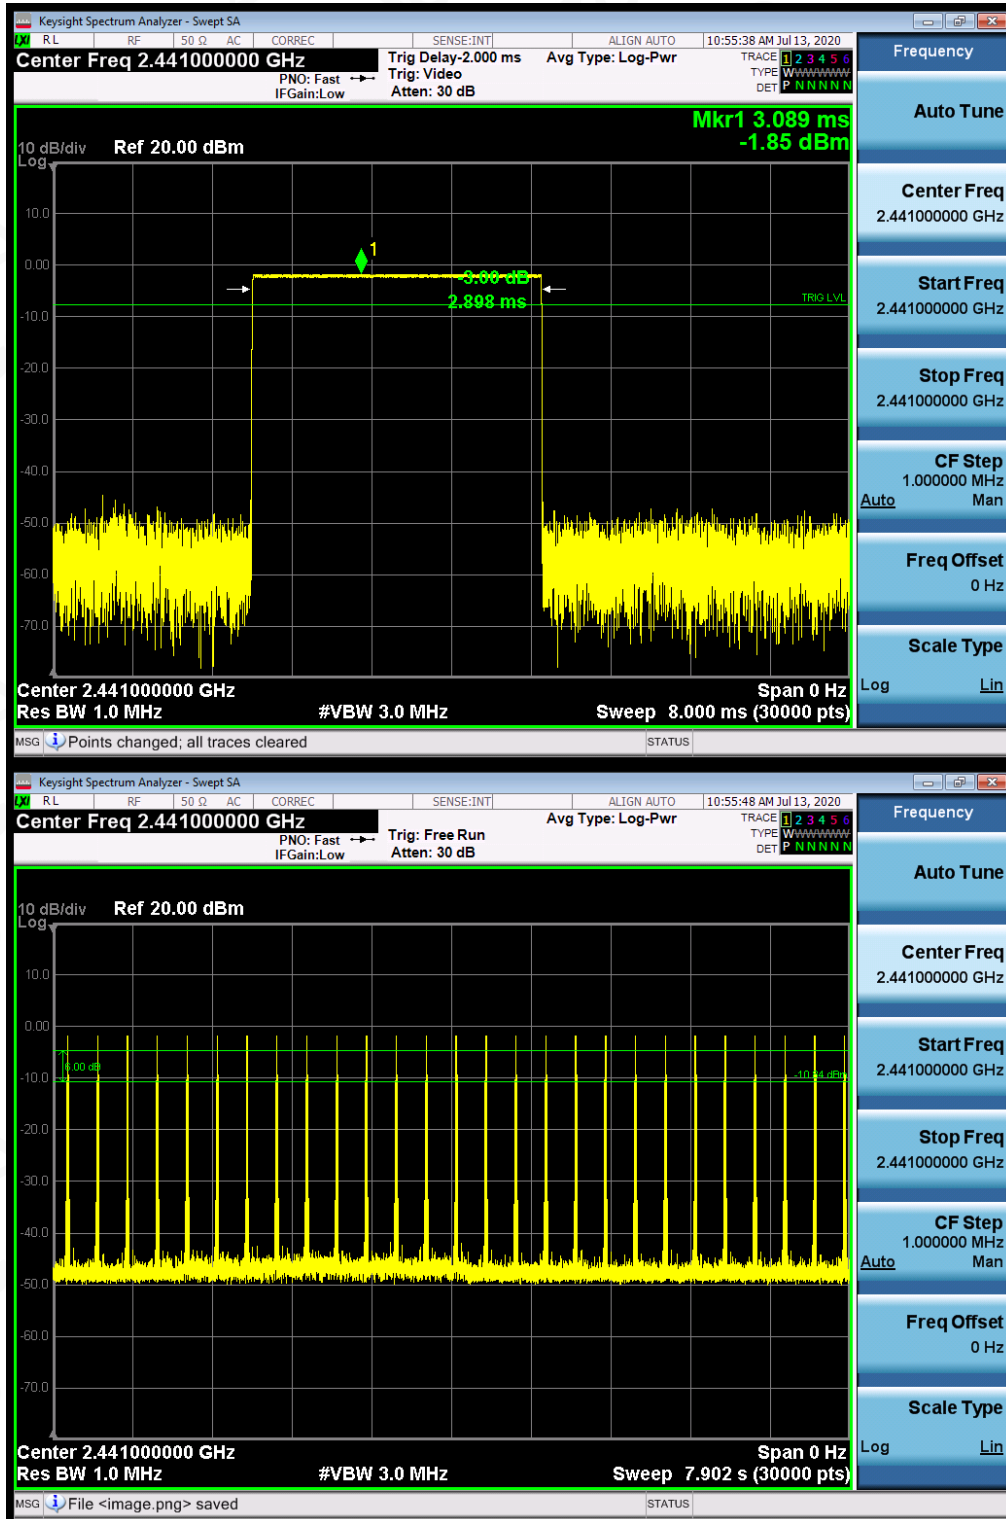 Keysight Spectrum Analyzer - Swept SA
LXI RL RF 50 Ω AC CORREC SENSE:INT ALIGN AUTO 10:55:38 AM Jul 13, 2020
Center Freq 2.441000000 GHz
PNO: Fast
IFGain:Low
Trig Delay-2.000 ms
Trig: Video
Atten: 30 dB
Avg Type: Log-Pwr
TRACE 1 2 3 4 5 6
TYPE WWWWWW
DET P N N N N N
Mkr1 3.089 ms
-1.85 dBm
10 dB/div Ref 20.00 dBm
Log
10.0
1
0.00
-3.00 dB
2.898 ms
TRIG LVL
-10.0
-20.0
-30.0
-40.0
-50.0
-60.0
-70.0
Center 2.441000000 GHz Span 0 Hz
Res BW 1.0 MHz #VBW 3.0 MHz Sweep 8.000 ms (30000 pts)
MSG Points changed; all traces cleared STATUS
Frequency
Auto Tune
Center Freq
2.441000000 GHz
Start Freq
2.441000000 GHz
Stop Freq
2.441000000 GHz
CF Step
1.000000 MHz
Auto Man
Freq Offset
0 Hz
Scale Type
Log Lin
Keysight Spectrum Analyzer - Swept SA
LXI RL RF 50 Ω AC CORREC SENSE:INT ALIGN AUTO 10:55:48 AM Jul 13, 2020
Center Freq 2.441000000 GHz
PNO: Fast
IFGain:Low
Trig: Free Run
Atten: 30 dB
Avg Type: Log-Pwr
TRACE 1 2 3 4 5 6
TYPE WWWWWW
DET P N N N N N
10 dB/div Ref 20.00 dBm
Log
10.0
0.00
6.00 dB
-10.0
-20.0
-30.0
-40.0
-50.0
-60.0
-70.0
Center 2.441000000 GHz Span 0 Hz
Res BW 1.0 MHz #VBW 3.0 MHz Sweep 7.902 s (30000 pts)
MSG File <image.png> saved STATUS
Frequency
Auto Tune
Center Freq
2.441000000 GHz
Start Freq
2.441000000 GHz
Stop Freq
2.441000000 GHz
CF Step
1.000000 MHz
Auto Man
Freq Offset
0 Hz
Scale Type
Log Lin